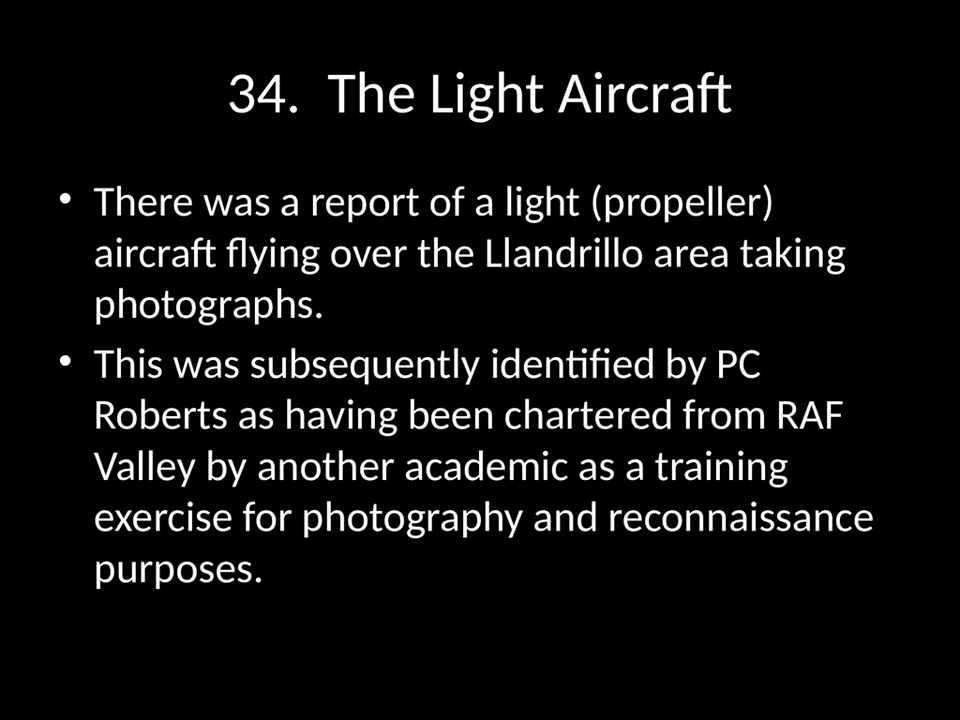 34.  The Light Aircraft
• There was a report of a light (propeller)
aircraft flying over the Llandrillo area taking
photographs.
• This was subsequently identified by PC
Roberts as having been chartered from RAF
Valley by another academic as a training
exercise for photography and reconnaissance
purposes.